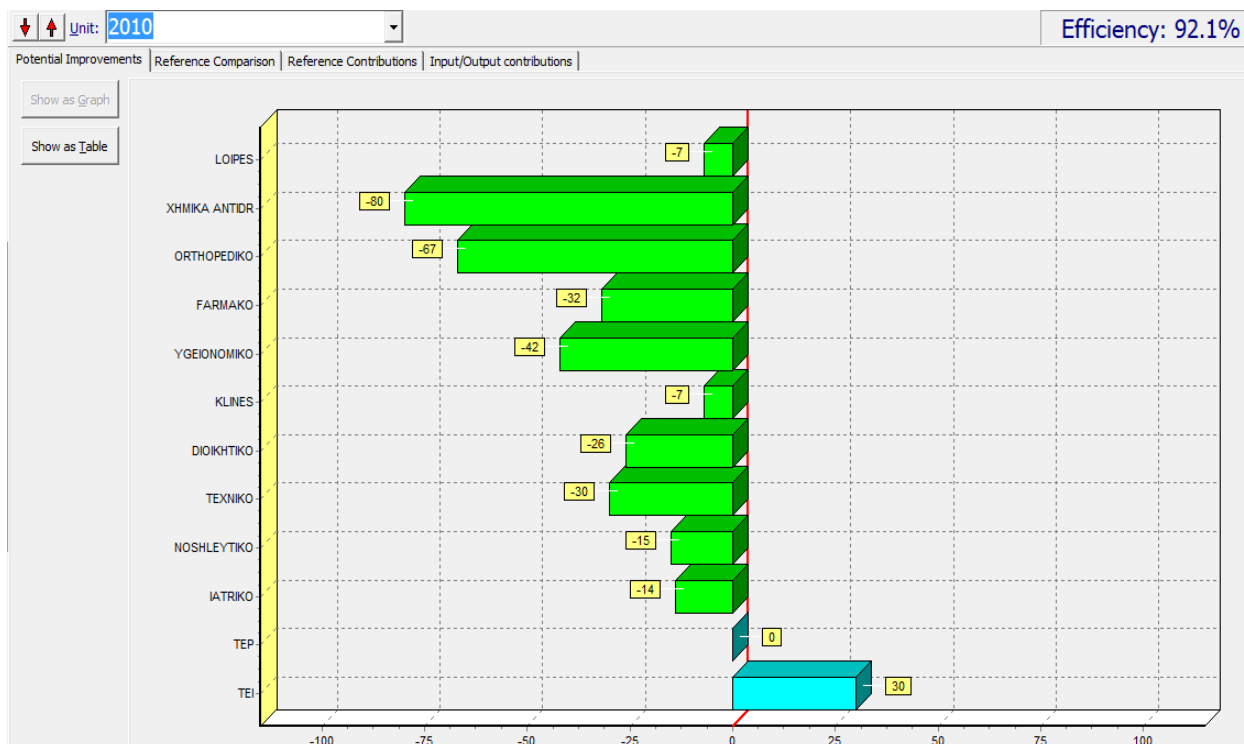 Unit: 2010
Efficiency: 92.1%
Potential Improvements Reference Comparison Reference Contributions Input/Output contributions
Show as Graph
Show as Table
LOIPES -7
XHMIKA ANTIDR -80
ORTHOPEDIKO -67
FARMAKO -32
YGEIONOMIKO -42
KLINES -7
DIOIKHTIKO -26
TEXNIKO -30
NOSHLEYTIKO -15
IATRIKO -14
TEP 0
TEI 30
-100 -75 -50 -25 0 25 50 75 100